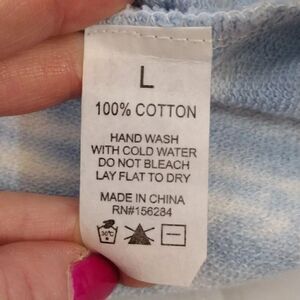 L
100% COTTON
HAND WASH
WITH COLD WATER
DO NOT BLEACH
LAY FLAT TO DRY
MADE IN CHINA
RN#156284
30°C